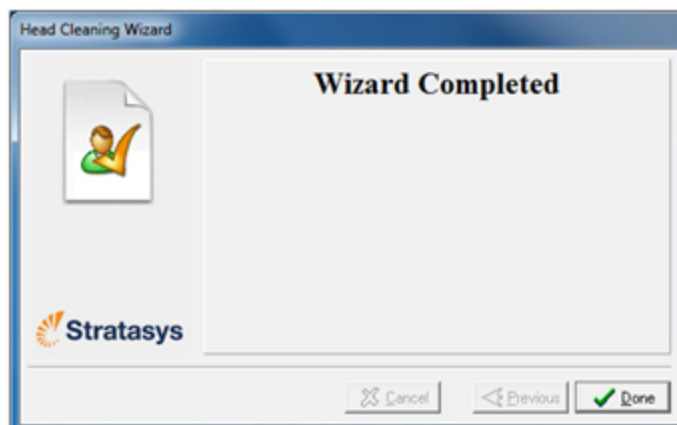 Head Cleaning Wizard
Wizard Completed
Stratasys
Cancel
Previous
Done